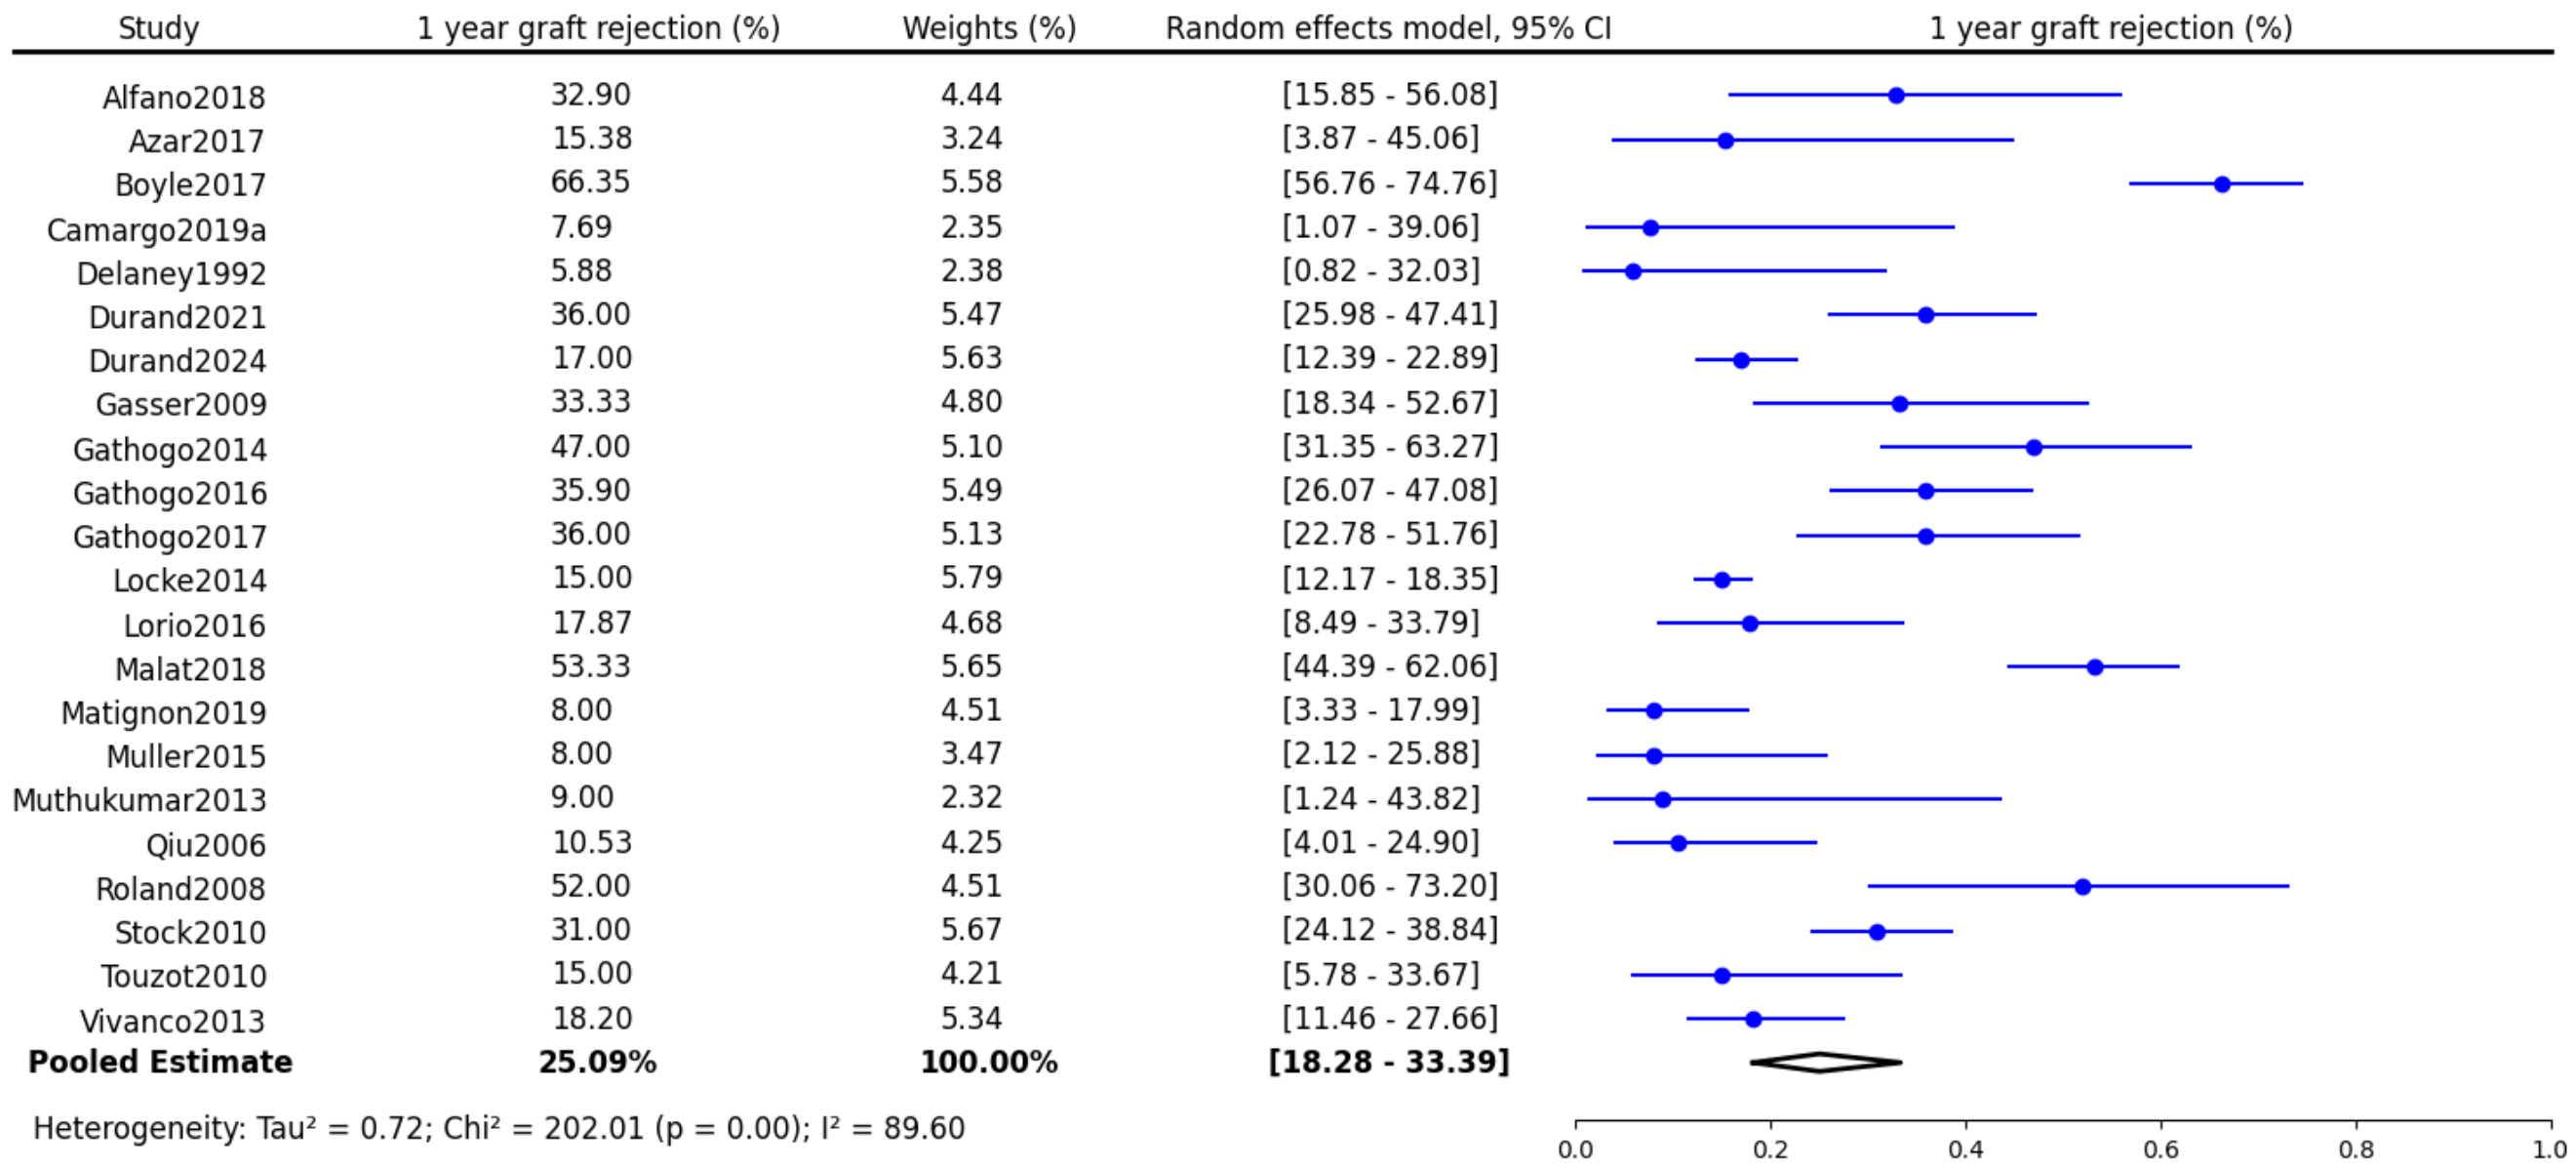 Study 1 year graft rejection (%) Weights (%) Random effects model, 95% CI 1 year graft rejection (%)
Alfano2018 32.90 4.44 [15.85 - 56.08]
Azar2017 15.38 3.24 [3.87 - 45.06]
Boyle2017 66.35 5.58 [56.76 - 74.76]
Camargo2019a 7.69 2.35 [1.07 - 39.06]
Delaney1992 5.88 2.38 [0.82 - 32.03]
Durand2021 36.00 5.47 [25.98 - 47.41]
Durand2024 17.00 5.63 [12.39 - 22.89]
Gasser2009 33.33 4.80 [18.34 - 52.67]
Gathogo2014 47.00 5.10 [31.35 - 63.27]
Gathogo2016 35.90 5.49 [26.07 - 47.08]
Gathogo2017 36.00 5.13 [22.78 - 51.76]
Locke2014 15.00 5.79 [12.17 - 18.35]
Lorio2016 17.87 4.68 [8.49 - 33.79]
Malat2018 53.33 5.65 [44.39 - 62.06]
Matignon2019 8.00 4.51 [3.33 - 17.99]
Muller2015 8.00 3.47 [2.12 - 25.88]
Muthukumar2013 9.00 2.32 [1.24 - 43.82]
Qiu2006 10.53 4.25 [4.01 - 24.90]
Roland2008 52.00 4.51 [30.06 - 73.20]
Stock2010 31.00 5.67 [24.12 - 38.84]
Touzot2010 15.00 4.21 [5.78 - 33.67]
Vivanco2013 18.20 5.34 [11.46 - 27.66]
Pooled Estimate 25.09% 100.00% [18.28 - 33.39]
Heterogeneity: Tau² = 0.72; Chi² = 202.01 (p = 0.00); I² = 89.60
0.0 0.2 0.4 0.6 0.8 1.0